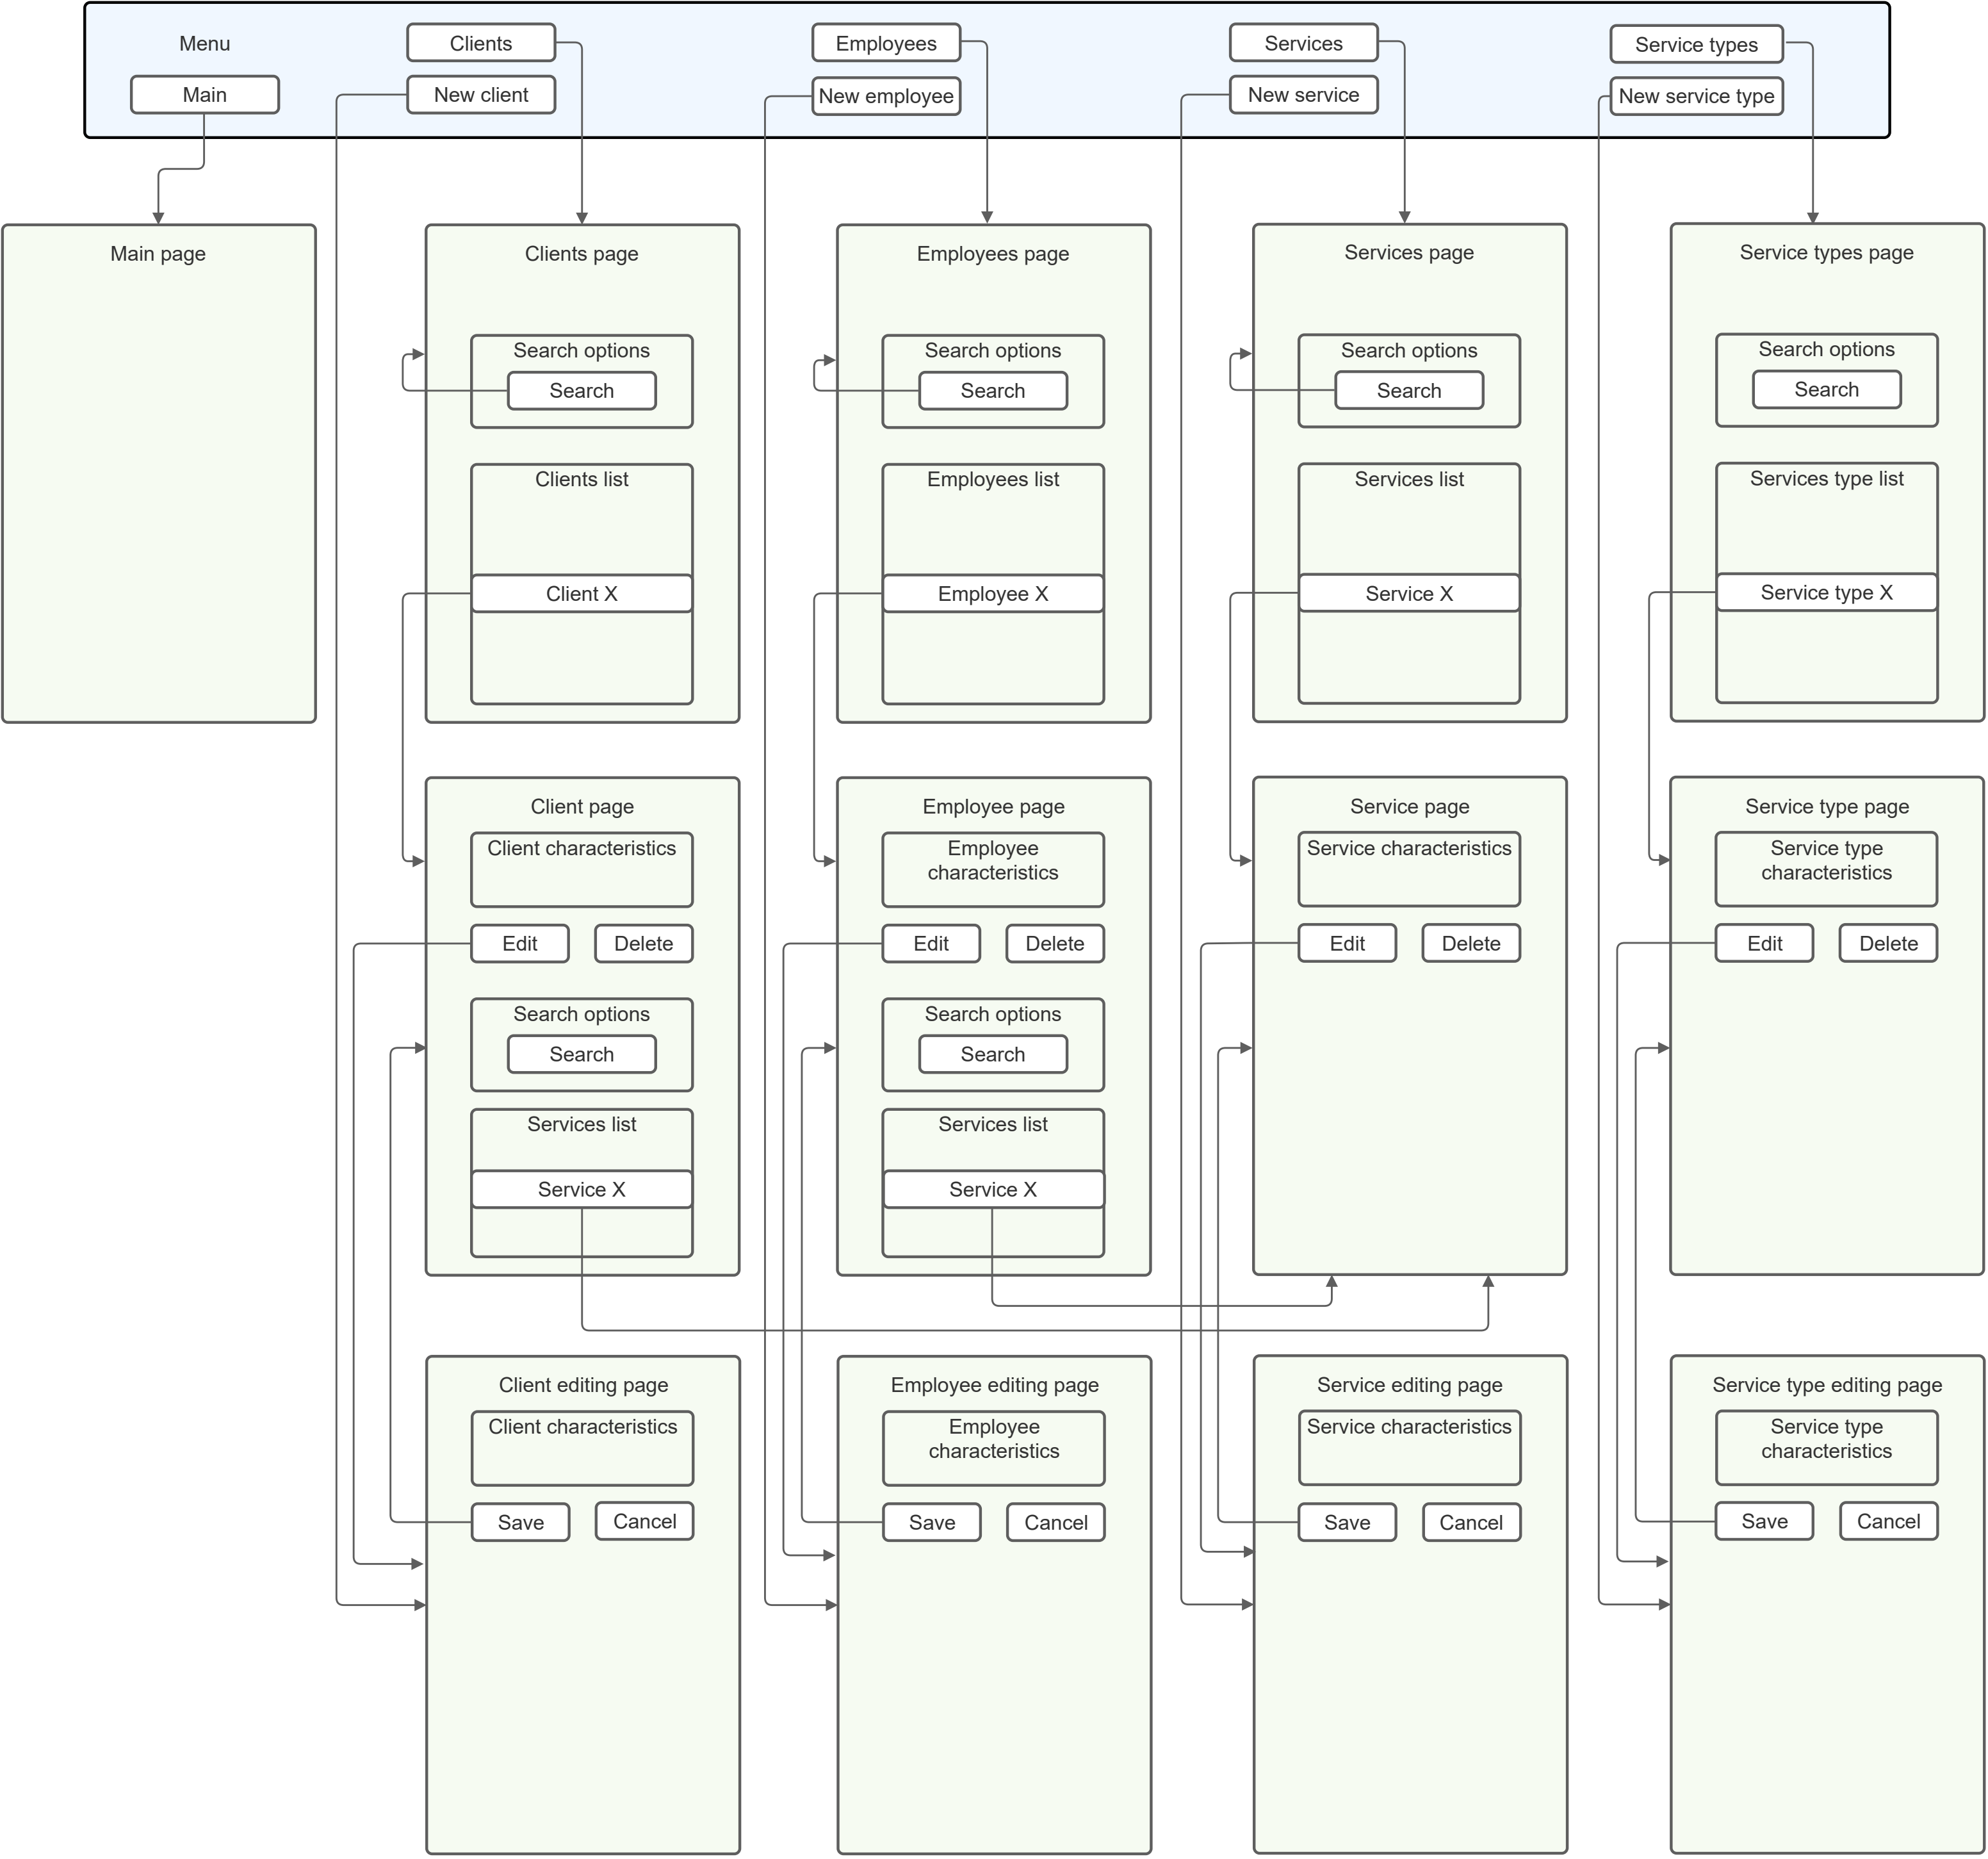 Menu
Main
Clients
New client
Employees
New employee
Services
New service
Service types
New service type
Main page
Clients page
Search options
Search
Clients list
Client X
Employees page
Search options
Search
Employees list
Employee X
Services page
Search options
Search
Services list
Service X
Service types page
Search options
Search
Services type list
Service type X
Client page
Client characteristics
Edit
Delete
Search options
Search
Services list
Service X
Employee page
Employee
characteristics
Edit
Delete
Search options
Search
Services list
Service X
Service page
Service characteristics
Edit
Delete
Service type page
Service type
characteristics
Edit
Delete
Client editing page
Client characteristics
Save
Cancel
Employee editing page
Employee
characteristics
Save
Cancel
Service editing page
Service characteristics
Save
Cancel
Service type editing page
Service type
characteristics
Save
Cancel